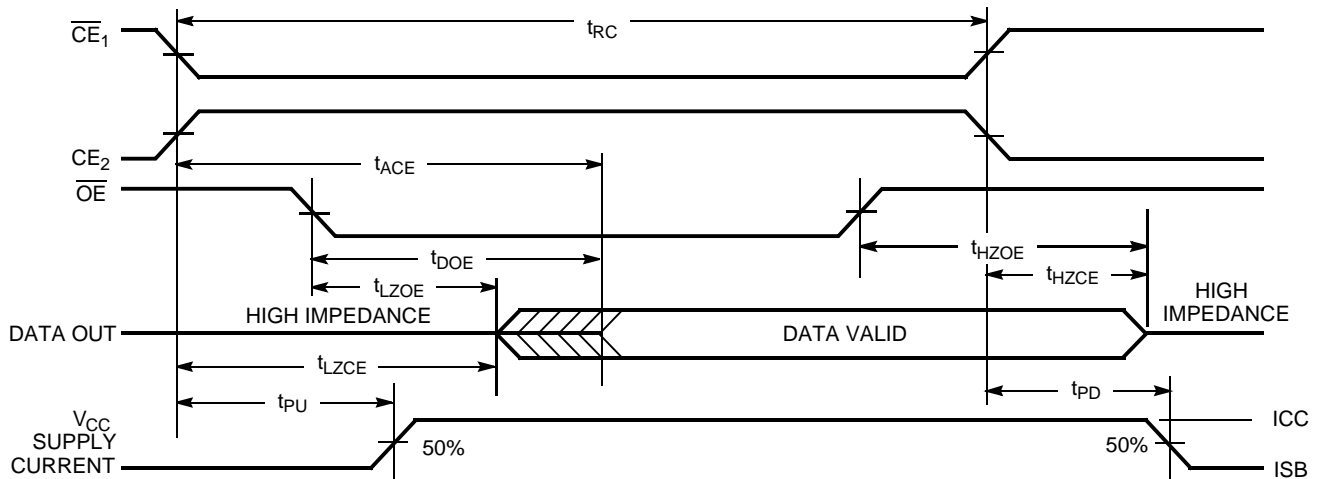 CE1
tRC
CE2
tACE
OE
tDOE
tHZOE
tLZOE
tHZCE
HIGH IMPEDANCE
HIGH
IMPEDANCE
DATA OUT
DATA VALID
tLZCE
tPU
tPD
VCC
SUPPLY
CURRENT
50%
50%
ICC
ISB